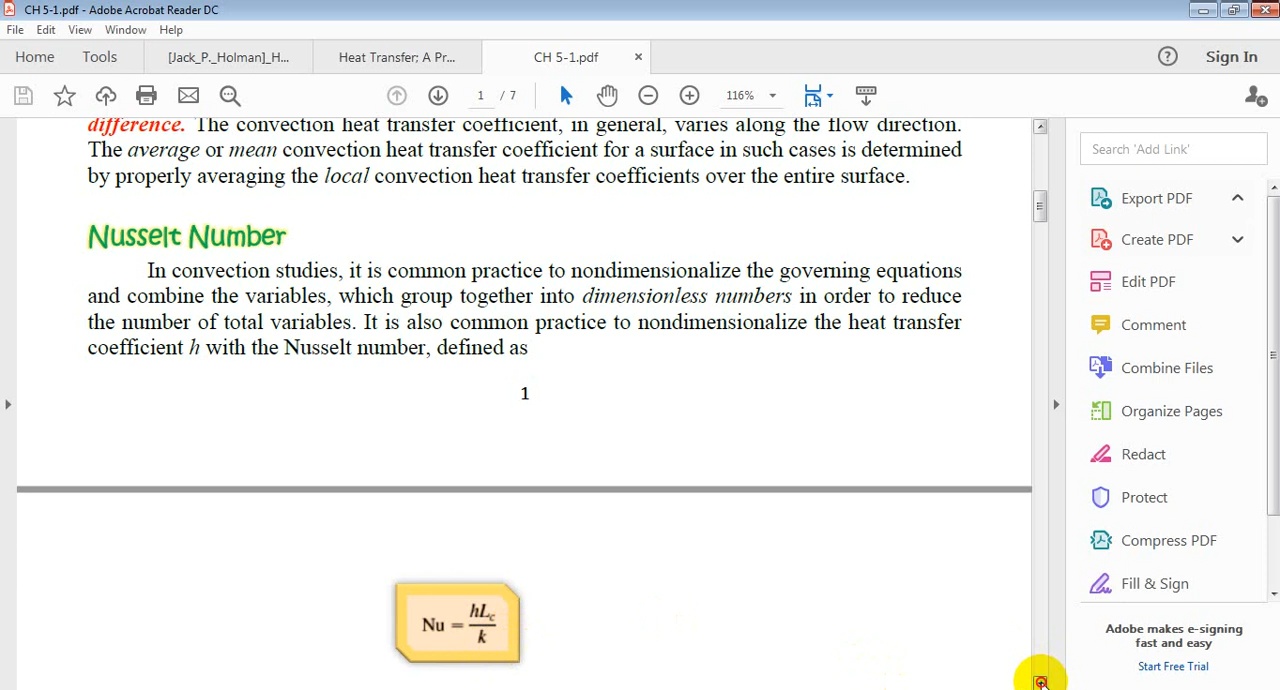 CH 5-1.pdf - Adobe Acrobat Reader DC
File Edit View Window Help
Home Tools [Jack_P._Holman]_H... Heat Transfer; A Pr... CH 5-1.pdf × Sign In
1 / 7 116%
difference. The convection heat transfer coefficient, in general, varies along the flow direction.
The average or mean convection heat transfer coefficient for a surface in such cases is determined
by properly averaging the local convection heat transfer coefficients over the entire surface.
Nusselt Number
In convection studies, it is common practice to nondimensionalize the governing equations
and combine the variables, which group together into dimensionless numbers in order to reduce
the number of total variables. It is also common practice to nondimensionalize the heat transfer
coefficient h with the Nusselt number, defined as
1
Nu = hL_c / k
Search 'Add Link'
Export PDF
Create PDF
Edit PDF
Comment
Combine Files
Organize Pages
Redact
Protect
Compress PDF
Fill & Sign
Adobe makes e-signing
fast and easy
Start Free Trial